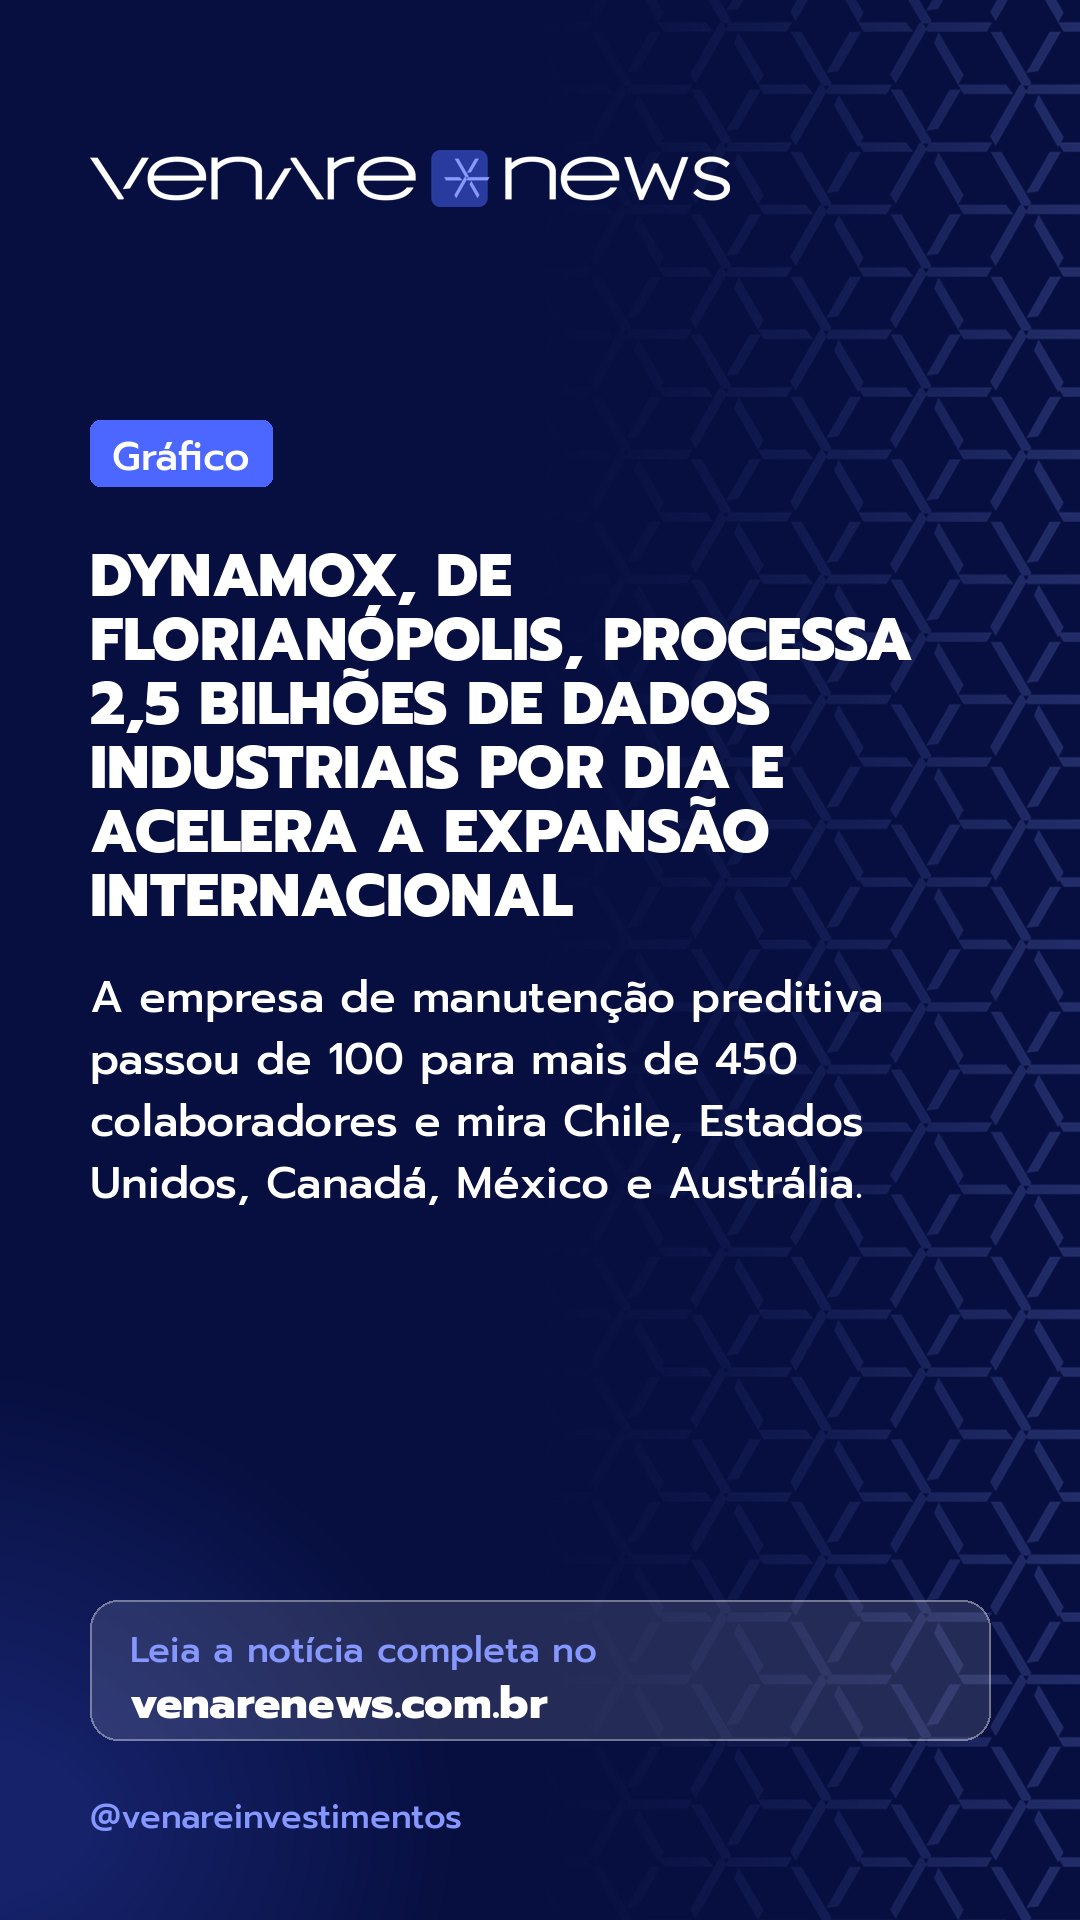 venare news
Gráfico
DYNAMOX, DE
FLORIANÓPOLIS, PROCESSA
2,5 BILHÕES DE DADOS
INDUSTRIAIS POR DIA E
ACELERA A EXPANSÃO
INTERNACIONAL
A empresa de manutenção preditiva
passou de 100 para mais de 450
colaboradores e mira Chile, Estados
Unidos, Canadá, México e Austrália.
Leia a notícia completa no
venarenews.com.br
@venareinvestimentos